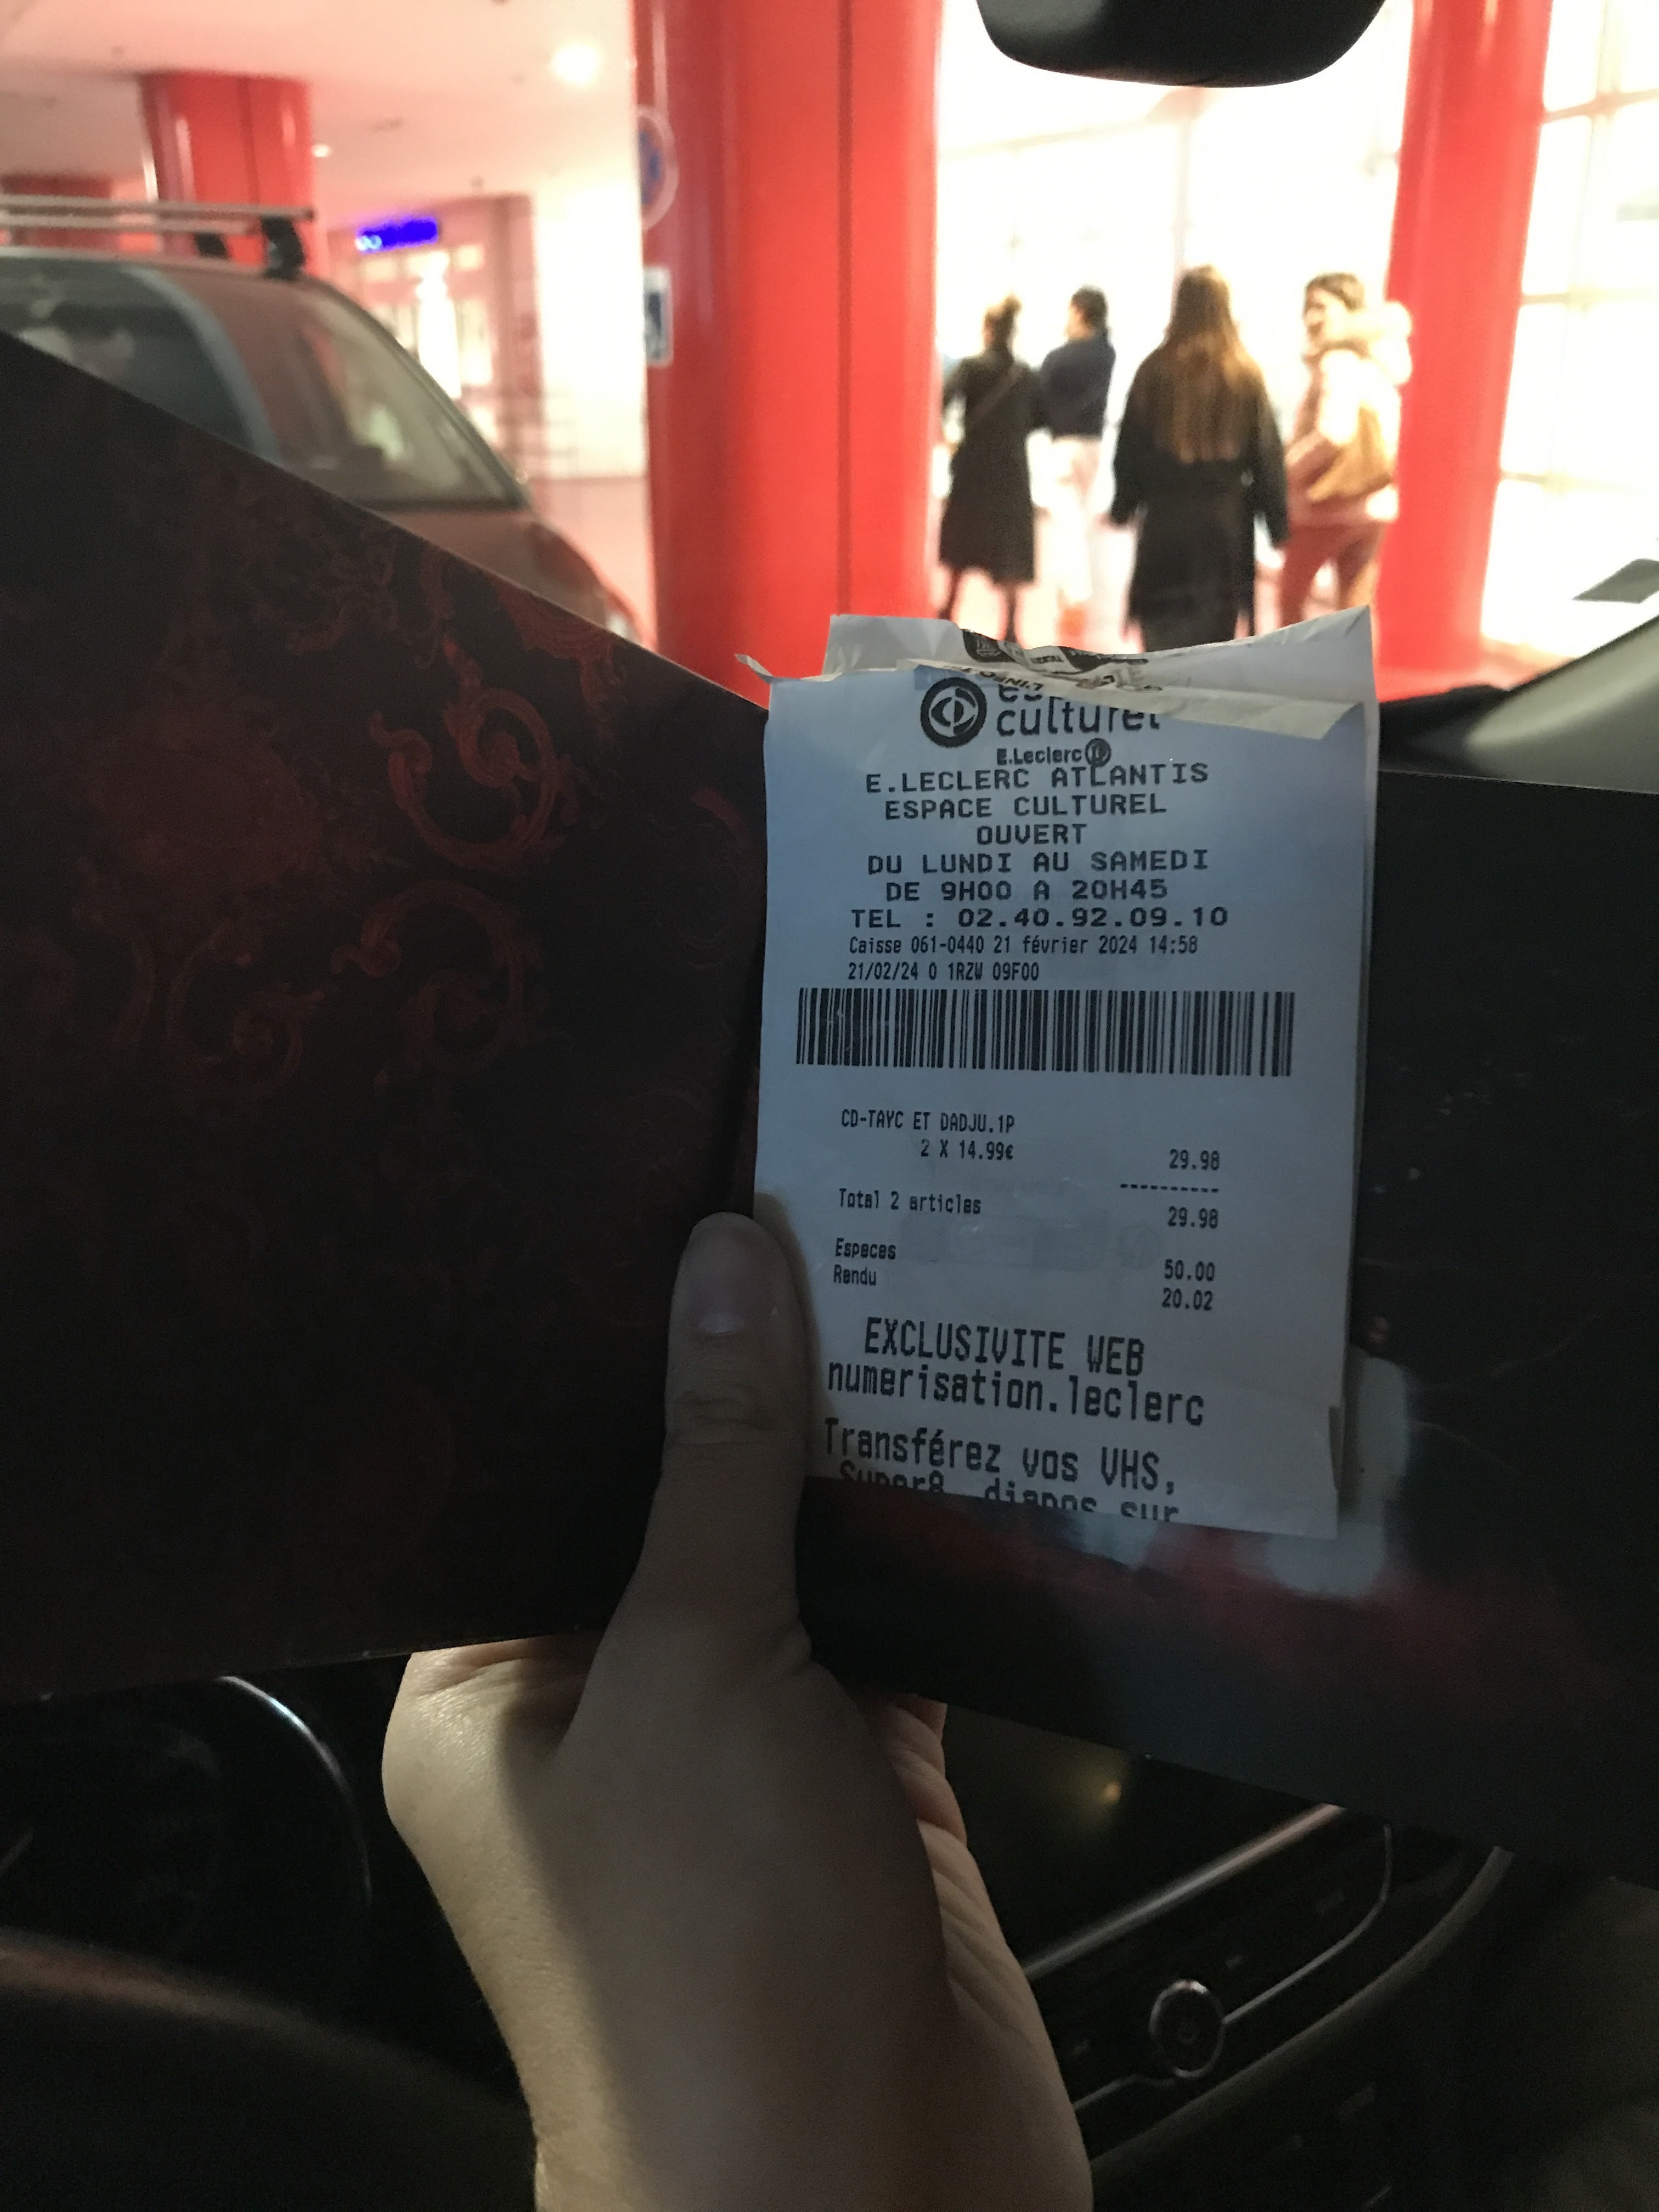 culturel
E.Leclerc
E.LECLERC ATLANTIS
ESPACE CULTUREL
OUVERT
DU LUNDI AU SAMEDI
DE 9H00 A 20H45
TEL : 02.40.92.09.10
Caisse 061-0440 21 février 2024 14:58
21/02/24 0 1RZW 09F00
CD-TAYC ET DADJU.1P
2 X 14.99€ 29.98
----------
Total 2 articles 29.98
Especes 50.00
Rendu 20.02
EXCLUSIVITE WEB
numerisation.leclerc
Transférez vos VHS,
Super8, diapos sur